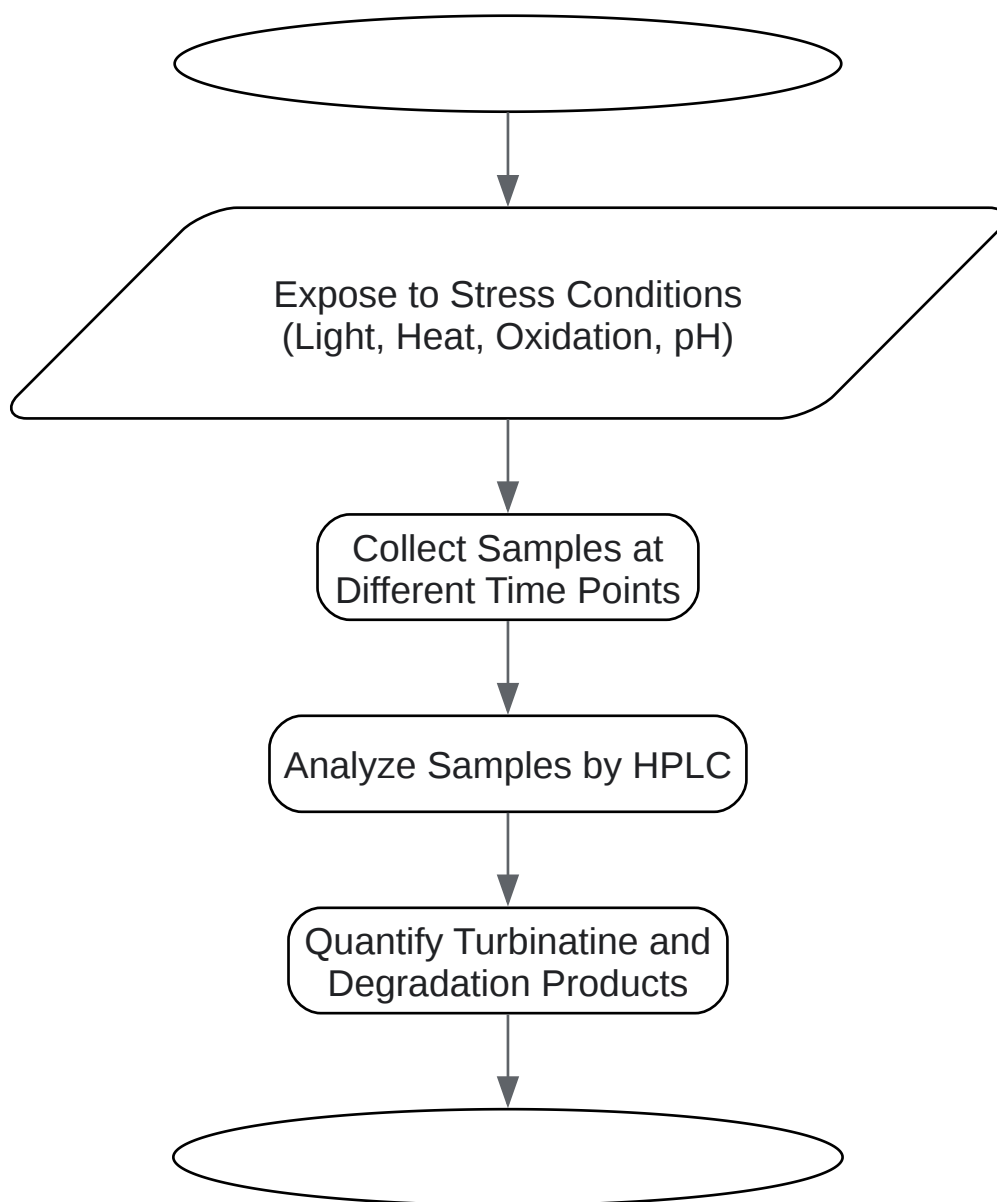 Expose to Stress Conditions
(Light, Heat, Oxidation, pH)
Collect Samples at
Different Time Points
Analyze Samples by HPLC
Quantify Turbinatine and
Degradation Products